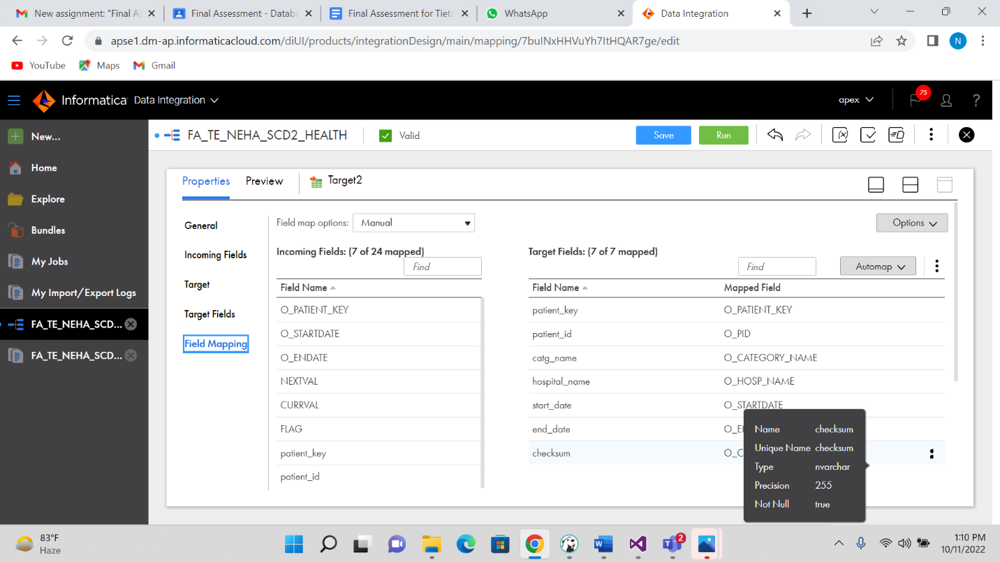 New assignment: "Final As
Final Assessment - Databa
Final Assessment for Tieto
WhatsApp
Data Integration
apse1.dm-ap.informaticacloud.com/diUI/products/integrationDesign/main/mapping/7buINxHHVuYh7ItHQAR7ge/edit
N
YouTube
Maps
Gmail
Informatica Data Integration
apex
75
?
New...
Home
Explore
Bundles
My Jobs
My Import/Export Logs
FA_TE_NEHA_SCD...
FA_TE_NEHA_SCD...
FA_TE_NEHA_SCD2_HEALTH
Valid
Save
Run
Properties
Preview
Target2
General
Incoming Fields
Target
Target Fields
Field Mapping
Field map options:
Manual
Options
Incoming Fields: (7 of 24 mapped)
Find
Field Name
O_PATIENT_KEY
O_STARTDATE
O_ENDATE
NEXTVAL
CURRVAL
FLAG
patient_key
patient_id
Target Fields: (7 of 7 mapped)
Find
Automap
Field Name Mapped Field
patient_key O_PATIENT_KEY
patient_id O_PID
catg_name O_CATEGORY_NAME
hospital_name O_HOSP_NAME
start_date O_STARTDATE
end_date
checksum
Name checksum
Unique Name checksum
Type nvarchar
Precision 255
Not Null true
83°F
Haze
2
1:10 PM
10/11/2022